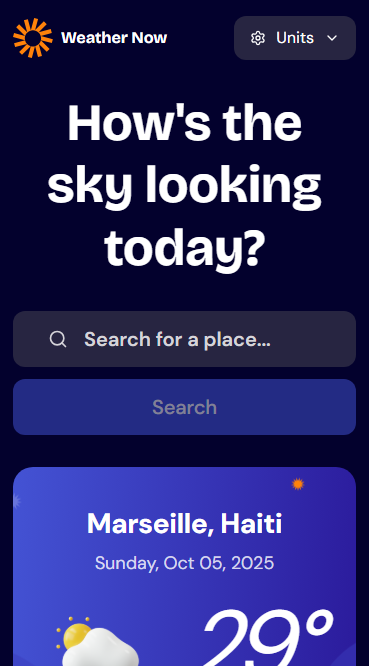 Weather Now
Units
How's the
sky looking
today?
Search for a place...
Search
Marseille, Haiti
Sunday, Oct 05, 2025
29°